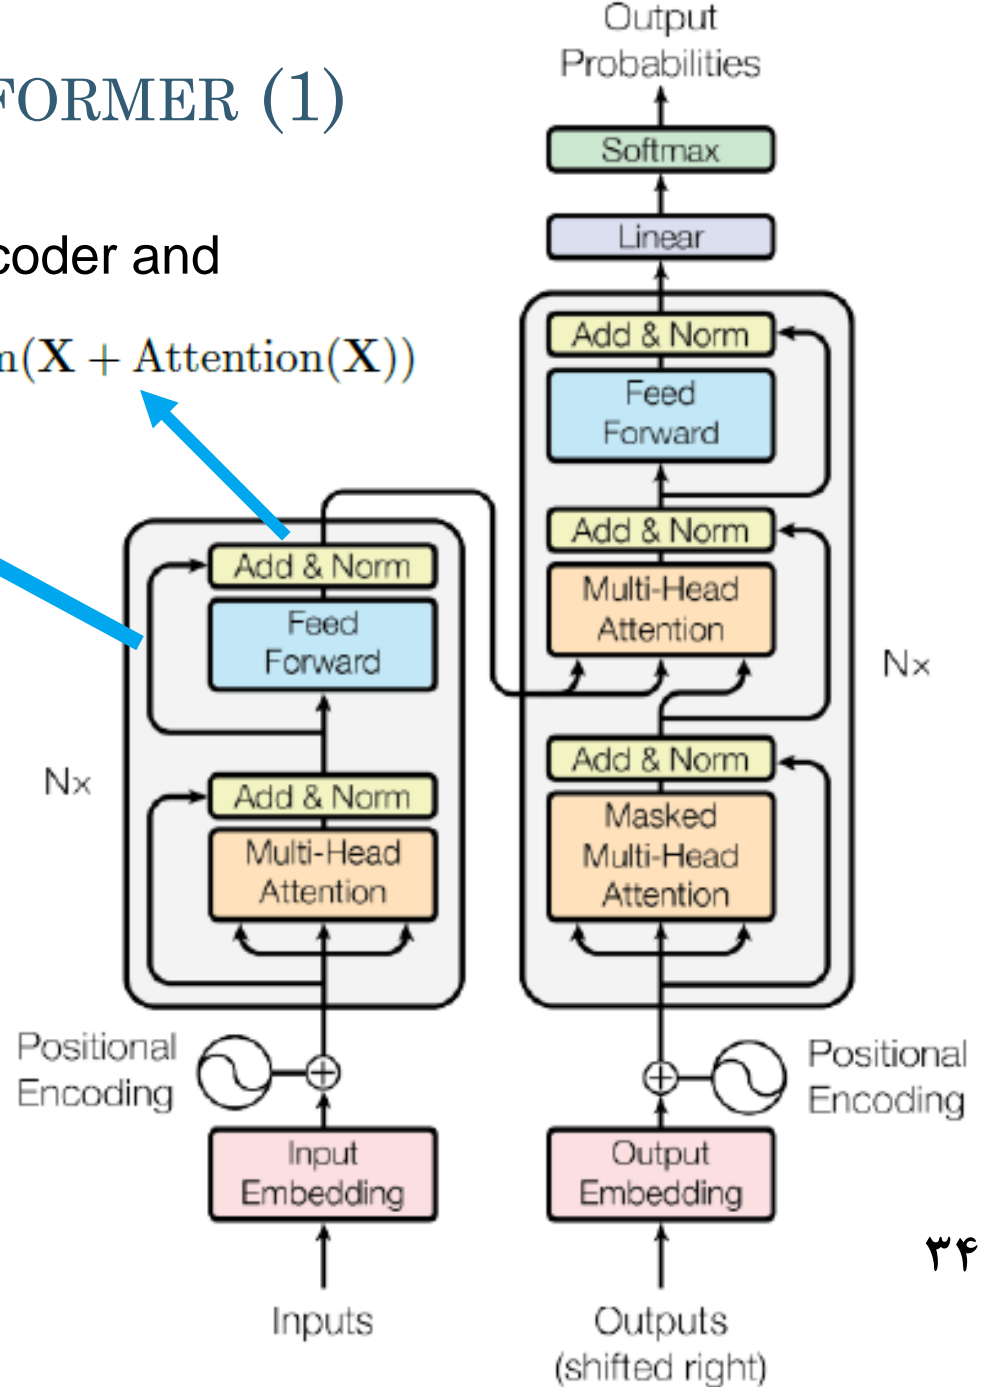 FORMER (1)
coder and
m(X + Attention(X))
Output
Probabilities
Softmax
Linear
Add & Norm
Feed
Forward
Add & Norm
Multi-Head
Attention
Nx
Add & Norm
Masked
Multi-Head
Attention
Add & Norm
Feed
Forward
Nx
Add & Norm
Multi-Head
Attention
Positional
Encoding
Positional
Encoding
Input
Embedding
Output
Embedding
Inputs
Outputs
(shifted right)
۳۴